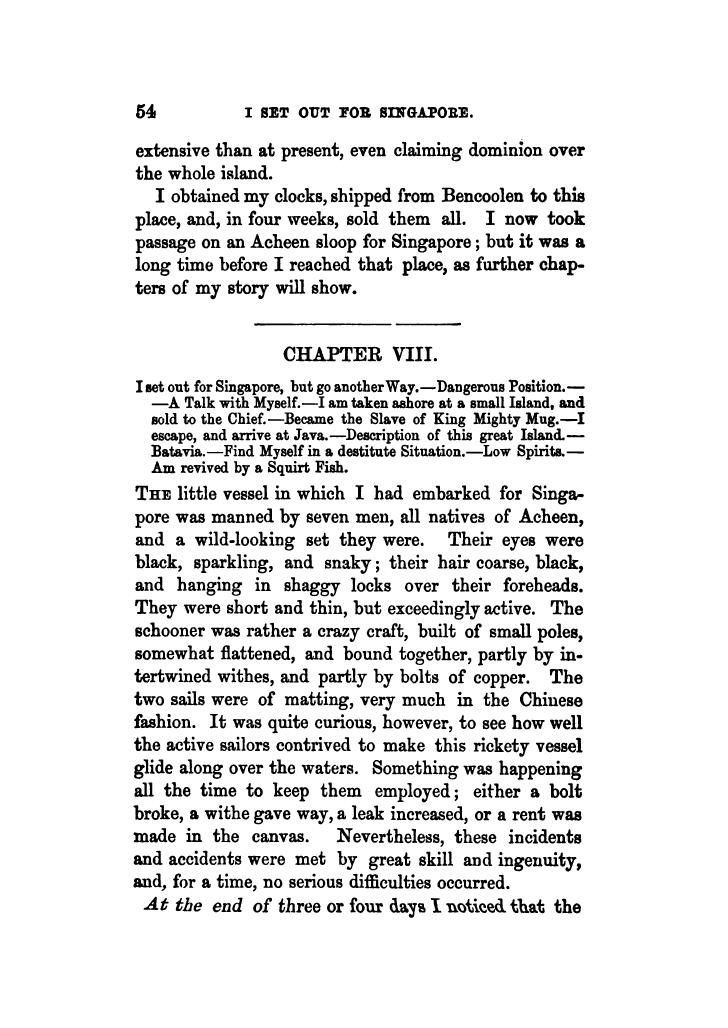 54 I SET OUT FOR SINGAPORE.
extensive than at present, even claiming dominion over
the whole island.
I obtained my clocks, shipped from Bencoolen to this
place, and, in four weeks, sold them all. I now took
passage on an Acheen sloop for Singapore; but it was a
long time before I reached that place, as further chap-
ters of my story will show.
CHAPTER VIII.
I set out for Singapore, but go another Way.—Dangerous Position.—
—A Talk with Myself.—I am taken ashore at a small Island, and
sold to the Chief.—Became the Slave of King Mighty Mug.—I
escape, and arrive at Java.—Description of this great Island.—
Batavia.—Find Myself in a destitute Situation.—Low Spirits.—
Am revived by a Squirt Fish.
THE little vessel in which I had embarked for Singa-
pore was manned by seven men, all natives of Acheen,
and a wild-looking set they were. Their eyes were
black, sparkling, and snaky; their hair coarse, black,
and hanging in shaggy locks over their foreheads.
They were short and thin, but exceedingly active. The
schooner was rather a crazy craft, built of small poles,
somewhat flattened, and bound together, partly by in-
tertwined withes, and partly by bolts of copper. The
two sails were of matting, very much in the Chinese
fashion. It was quite curious, however, to see how well
the active sailors contrived to make this rickety vessel
glide along over the waters. Something was happening
all the time to keep them employed; either a bolt
broke, a withe gave way, a leak increased, or a rent was
made in the canvas. Nevertheless, these incidents
and accidents were met by great skill and ingenuity,
and, for a time, no serious difficulties occurred.
At the end of three or four days I noticed that the